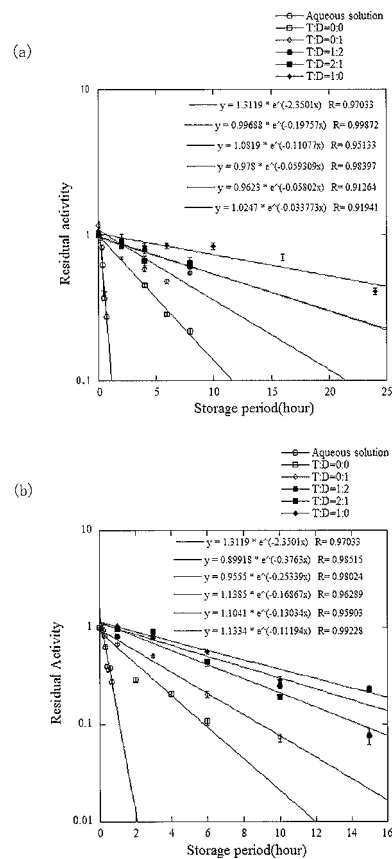 (a)
Aqueous solution
T:D=0:0
T:D=0:1
T:D=1:2
T:D=2:1
T:D=1:0
10
y = 1.3119 * e^(-2.3501x) R= 0.97033
y = 0.99688 * e^(-0.19757x) R= 0.99872
y = 1.0819 * e^(-0.11077x) R= 0.95133
y = 0.978 * e^(-0.059309x) R= 0.98397
y = 0.9623 * e^(-0.05802x) R= 0.91264
y = 1.0247 * e^(-0.033773x) R= 0.91941
Residual activtiy
1
0.1
0 5 10 15 20 25
Storage period(hour)
(b)
Aqueous solution
T:D=0:0
T:D=0:1
T:D=1:2
T:D=2:1
T:D=1:0
10
y = 1.3119 * e^(-2.3501x) R= 0.97033
y = 0.89918 * e^(-0.3763x) R= 0.98515
y = 0.9555 * e^(-0.25339x) R= 0.98024
y = 1.1385 * e^(-0.16867x) R= 0.96289
y = 1.1041 * e^(-0.13034x) R= 0.95903
y = 1.1334 * e^(-0.11194x) R= 0.99228
Residual Activity
1
0.1
0.01
0 2 4 6 8 10 12 14 16
Storage period(hour)